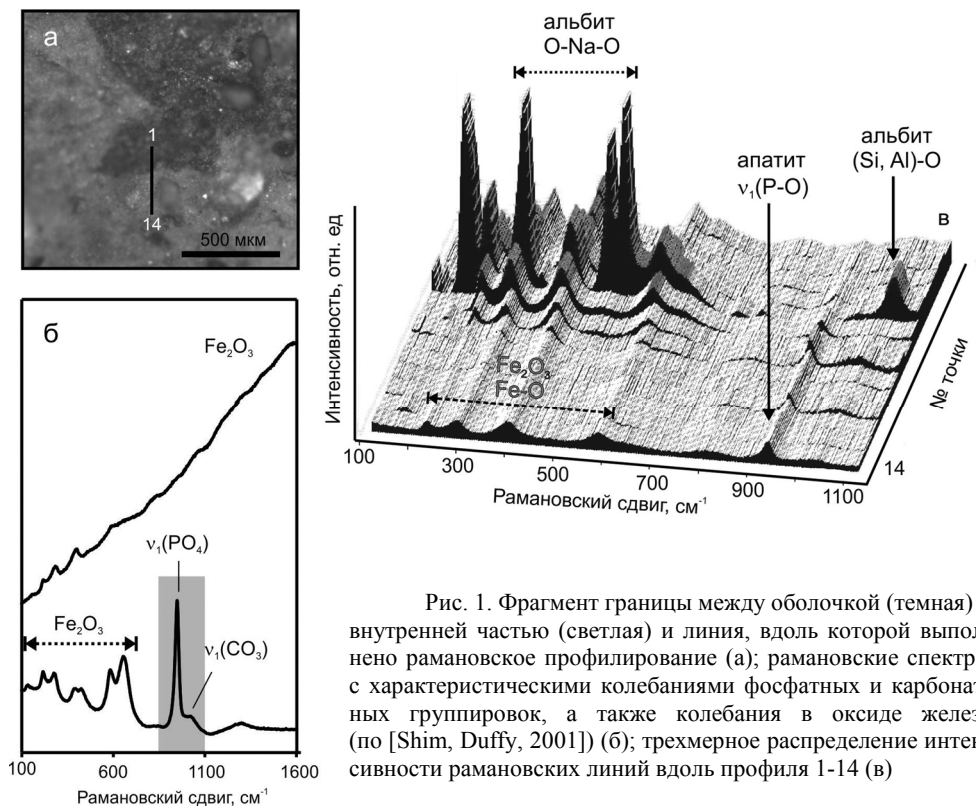 а
1
14
500 мкм
б
Fe₂O₃
ν₁(PO₄)
Fe₂O₃
ν₁(CO₃)
100 600 1100 1600
Рамановский сдвиг, см⁻¹
альбит
O-Na-O
альбит
(Si, Al)-O
апатит
ν₁(P-O)
в
Интенсивность, отн. ед
Fe₂O₃
Fe-O
1
№ точки
14
100 300 500 700 900 1100
Рамановский сдвиг, см⁻¹
Рис. 1. Фрагмент границы между оболочкой (темная)
внутренней частью (светлая) и линия, вдоль которой выпол
нено рамановское профилирование (а); рамановские спектр
с характеристическими колебаниями фосфатных и карбонат
ных группировок, а также колебания в оксиде желез
(по [Shim, Duffy, 2001]) (б); трехмерное распределение интен
сивности рамановских линий вдоль профиля 1-14 (в)